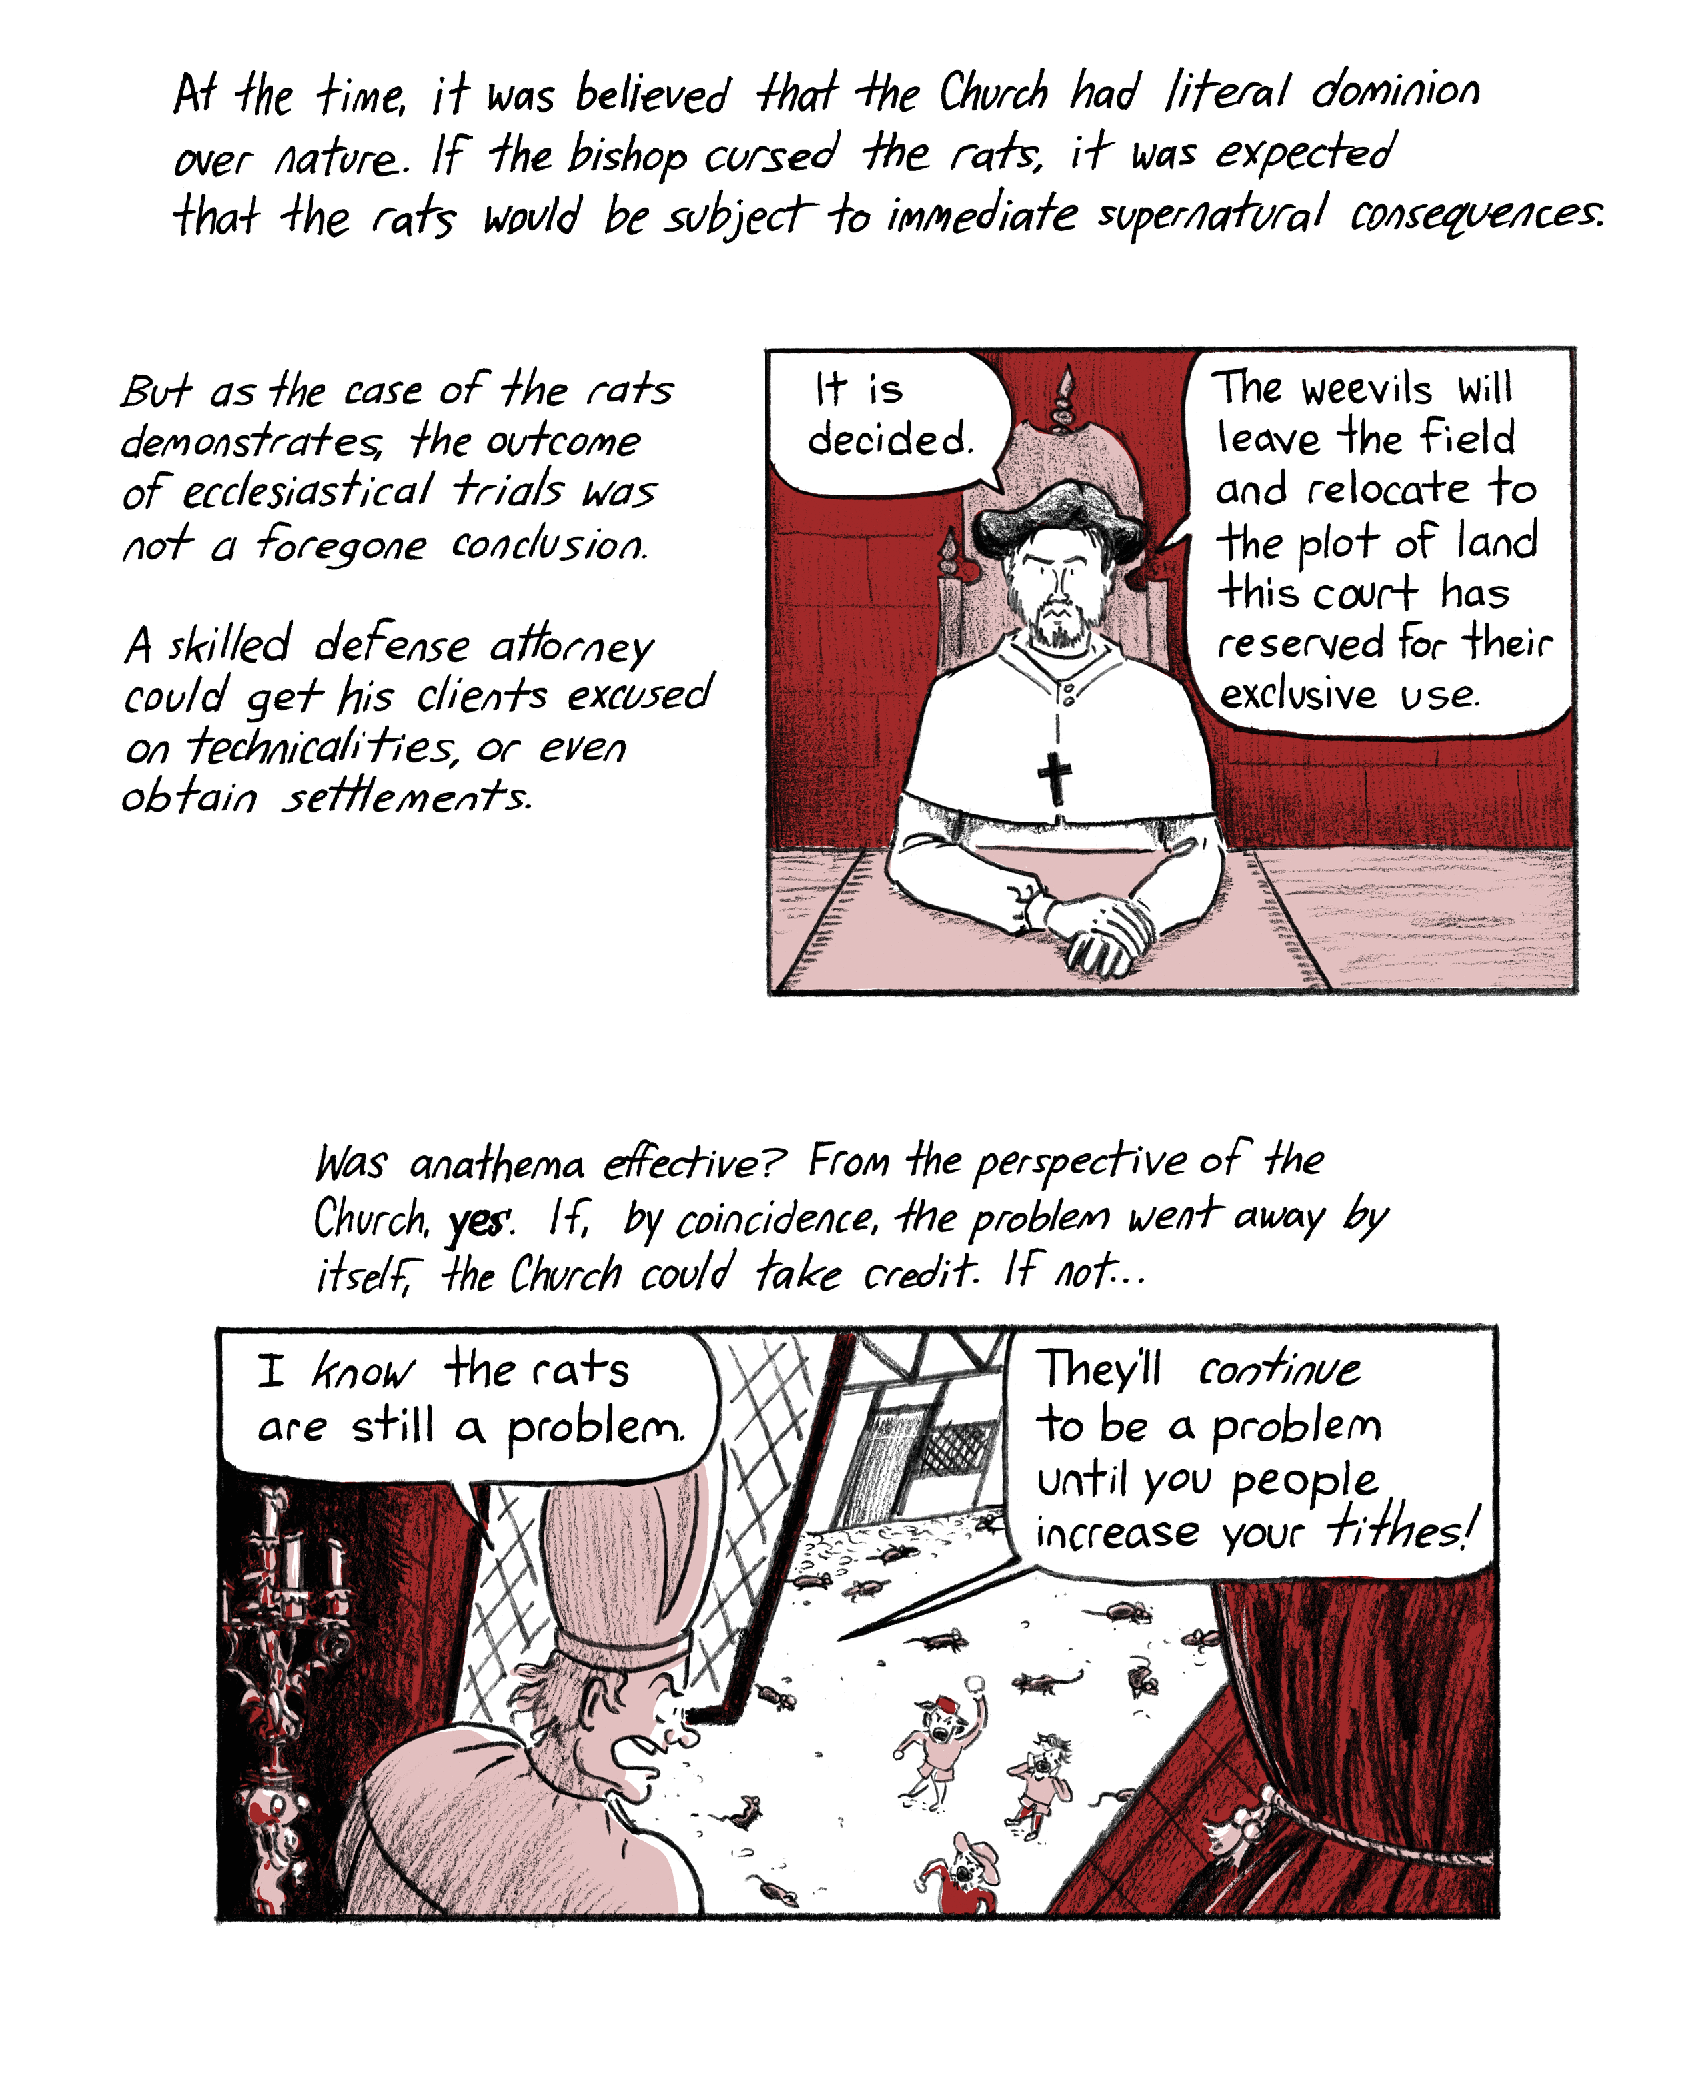 At the time, it was believed that the Church had literal dominion
over nature. If the bishop cursed the rats, it was expected
that the rats would be subject to immediate supernatural consequences.
But as the case of the rats
demonstrates, the outcome
of ecclesiastical trials was
not a foregone conclusion.
A skilled defense attorney
could get his clients excused
on technicalities, or even
obtain settlements.
It is
decided.
The weevils will
leave the field
and relocate to
the plot of land
this court has
reserved for their
exclusive use.
Was anathema effective? From the perspective of the
Church, yes. If, by coincidence, the problem went away by
itself, the Church could take credit. If not...
I know the rats
are still a problem.
They'll continue
to be a problem
until you people
increase your tithes!